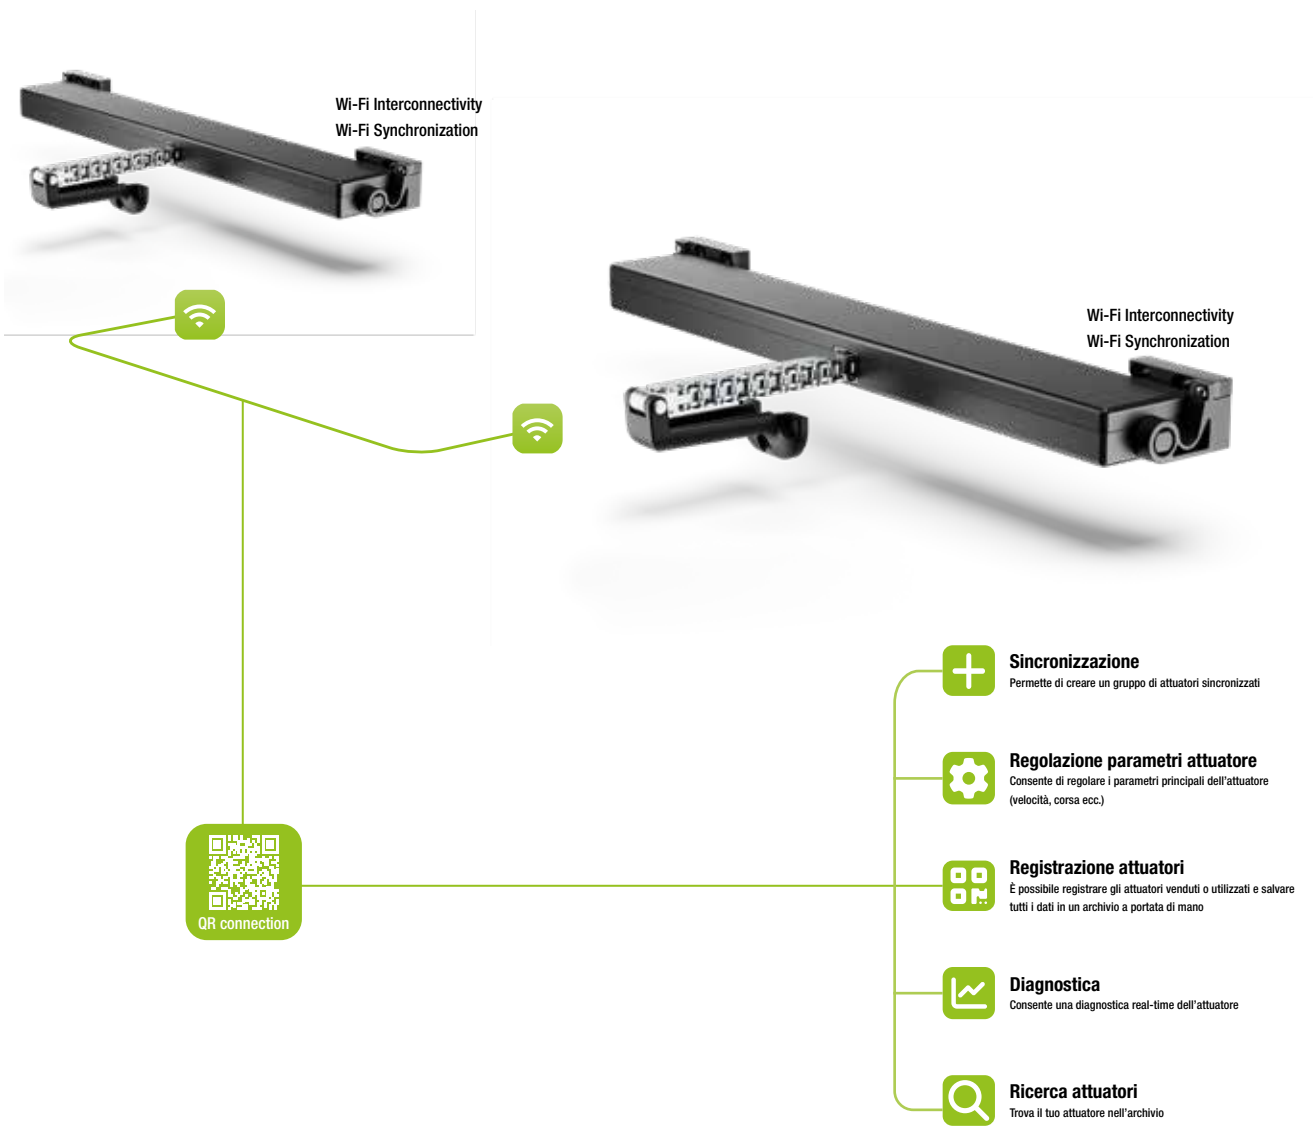 Wi-Fi Interconnectivity
Wi-Fi Synchronization
Wi-Fi Interconnectivity
Wi-Fi Synchronization
Sincronizzazione
Permette di creare un gruppo di attuatori sincronizzati
Regolazione parametri attuatore
Consente di regolare i parametri principali dell'attuatore
(velocità, corsa ecc.)
Registrazione attuatori
È possibile registrare gli attuatori venduti o utilizzati e salvare
tutti i dati in un archivio a portata di mano
QR connection
Diagnostica
Consente una diagnostica real-time dell'attuatore
Ricerca attuatori
Trova il tuo attuatore nell'archivio